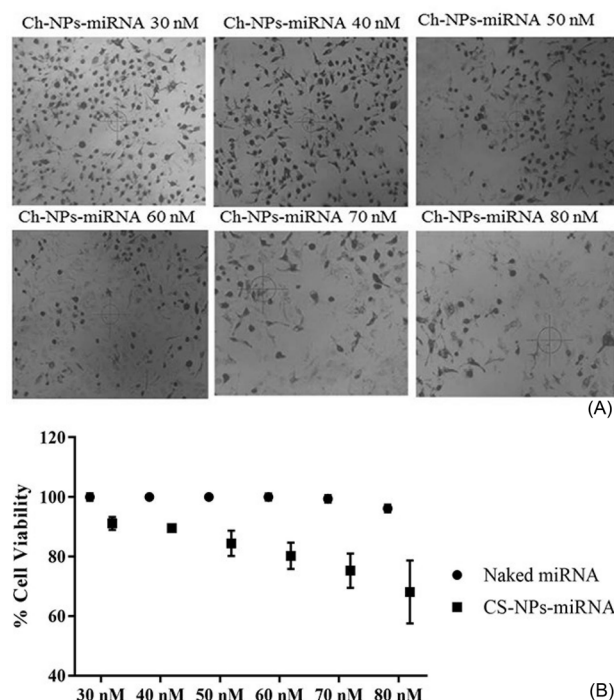 Ch-NPs-miRNA 30 nM Ch-NPs-miRNA 40 nM Ch-NPs-miRNA 50 nM
Ch-NPs-miRNA 60 nM Ch-NPs-miRNA 70 nM Ch-NPs-miRNA 80 nM
(A)
120
100
80
60
40
% Cell Viability
30 nM 40 nM 50 nM 60 nM 70 nM 80 nM
Naked miRNA
CS-NPs-miRNA
(B)